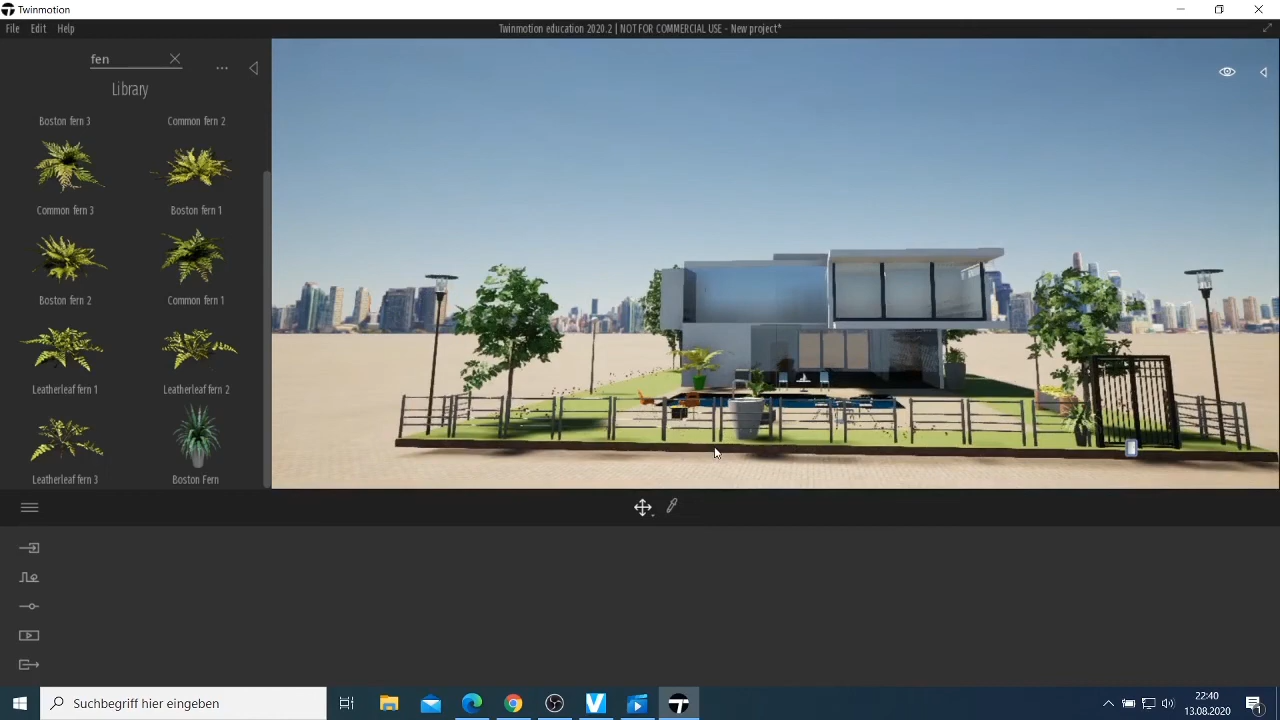 Twinmotion
File Edit Help
Twinmotion education 2020.2 | NOT FOR COMMERCIAL USE - New project*
fen
...
Library
Boston fern 3 Common fern 2
Common fern 3 Boston fern 1
Boston fern 2 Common fern 1
Leatherleaf fern 1 Leatherleaf fern 2
Leatherleaf fern 3 Boston Fern
Suchbegriff hier eingeben
22:40
13.08.2020
1